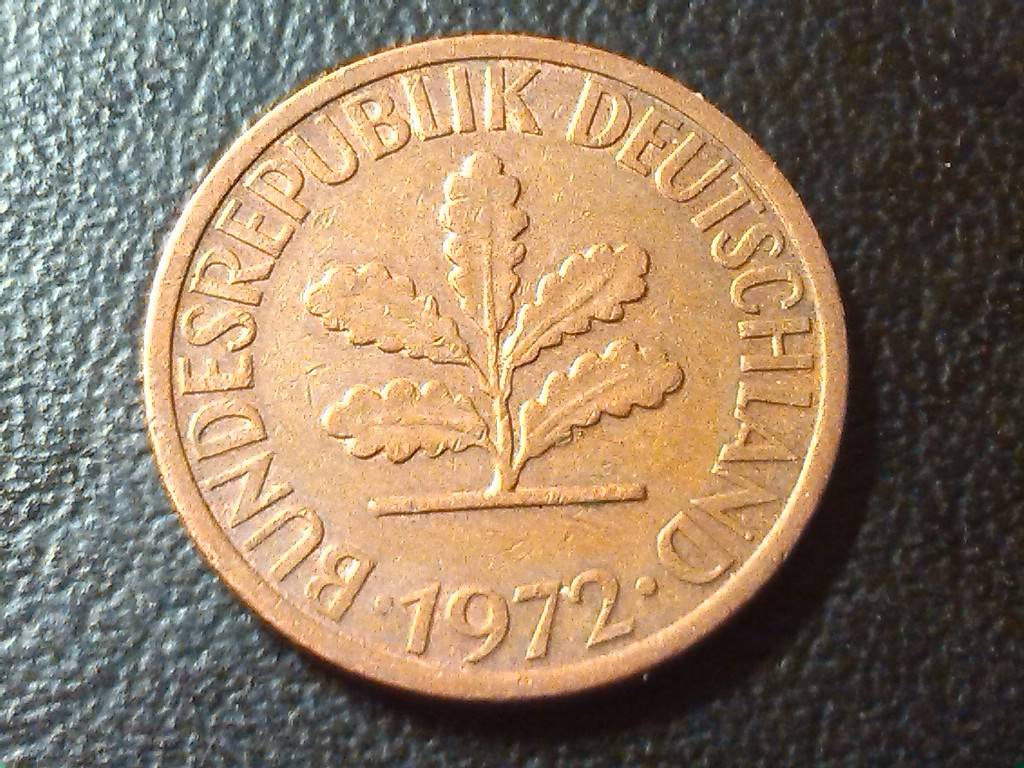 BUNDESREPUBLIK DEUTSCHLAND
· 1972 ·